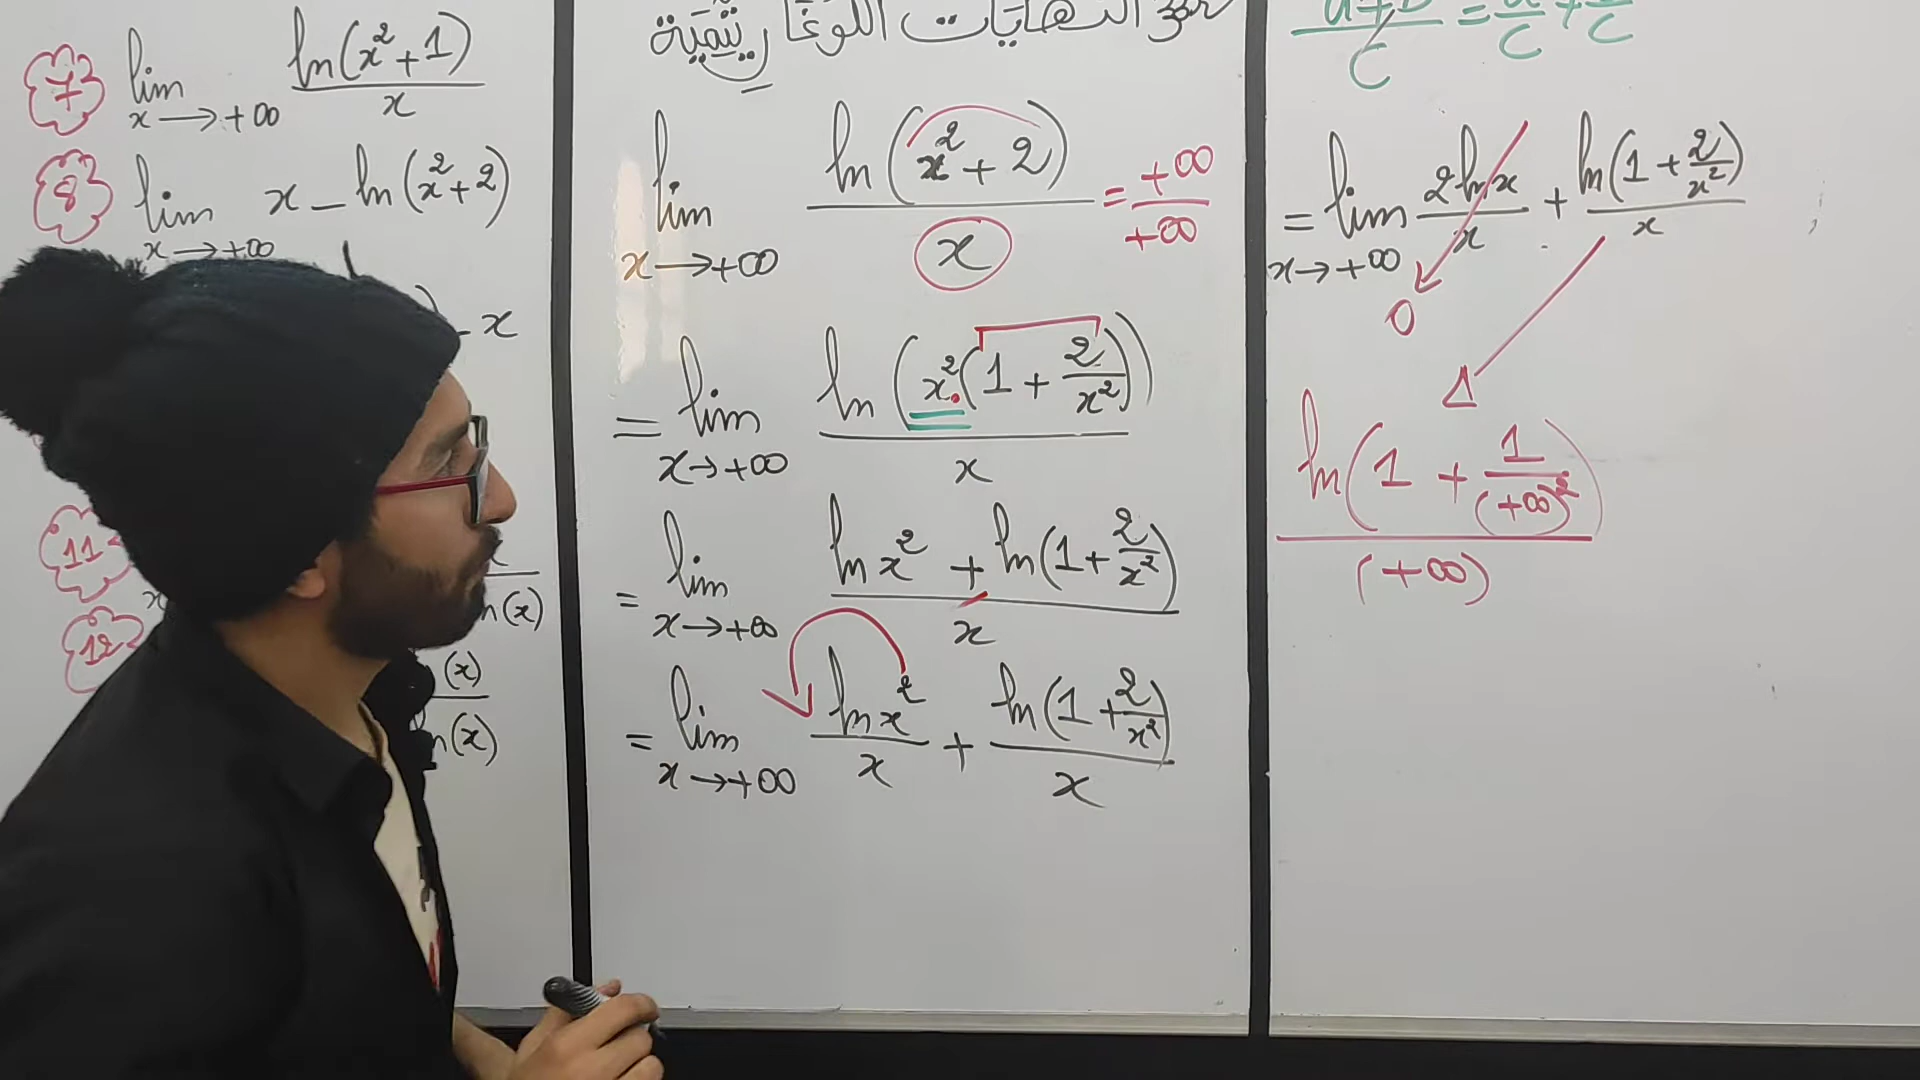 7 lim x→+∞ ln(x²+1)/x
8 lim x→+∞ x - ln(x²+2)
- x
11
12
n(x)
(x)
n(x)
النهايات اللوغاريتمية
lim x→+∞ ln(x²+2)/x = +∞/+∞
= lim x→+∞ ln(x²(1+2/x²))/x
= lim x→+∞ (ln x² + ln(1+2/x²))/x
= lim x→+∞ ln x²/x + ln(1+2/x²)/x
(a+b)/c = a/c + b/c
= lim x→+∞ 2ln x/x + ln(1+2/x²)/x
0
ln(1+1/(+∞)²)/(+∞)